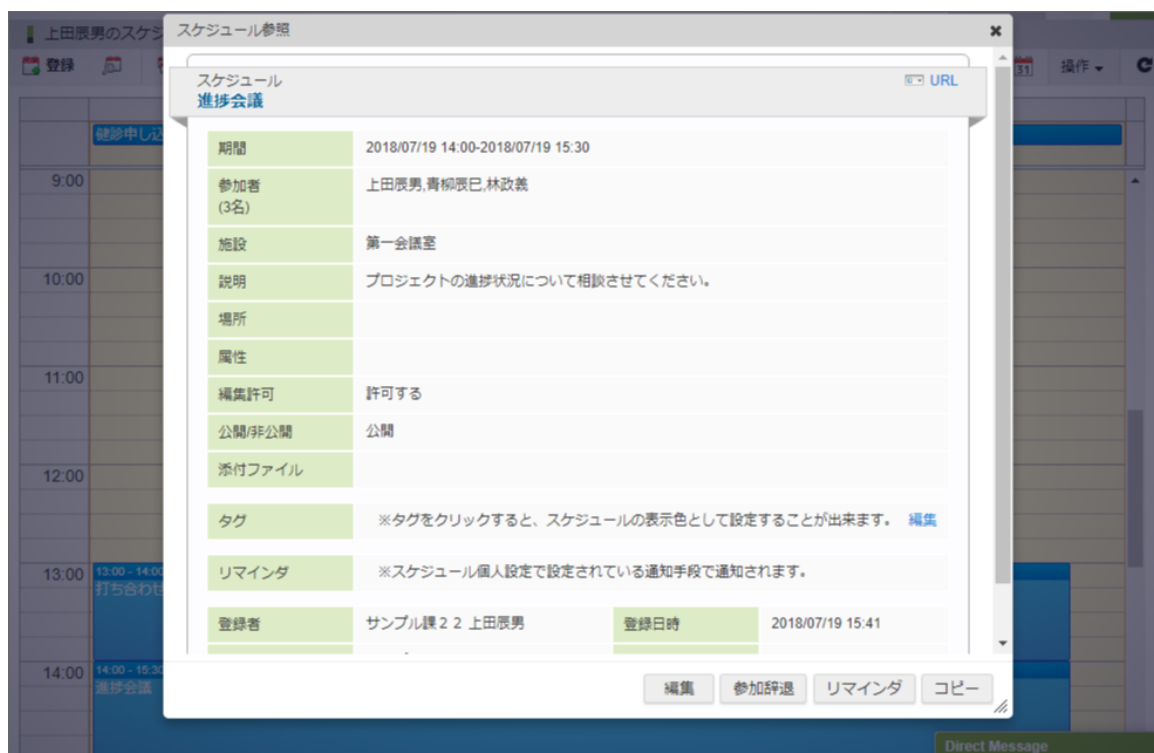 上田辰男のスケジ
スケジュール参照
登録
31
操作
スケジュール
URL
進捗会議
健診申し込
期間
2018/07/19 14:00-2018/07/19 15:30
9:00
参加者
上田辰男,青柳辰巳,林政義
(3名)
施設
第一会議室
10:00
説明
プロジェクトの進捗状況について相談させてください。
場所
属性
11:00
編集許可
許可する
公開/非公開
公開
12:00
添付ファイル
タグ
※タグをクリックすると、スケジュールの表示色として設定することが出来ます。 編集
13:00
13:00 - 14:00
打ち合わせ
リマインダ
※スケジュール個人設定で設定されている通知手段で通知されます。
登録者
サンプル課22 上田辰男
登録日時
2018/07/19 15:41
14:00
14:00 - 15:30
進捗会議
編集
参加辞退
リマインダ
コピー
Direct Message